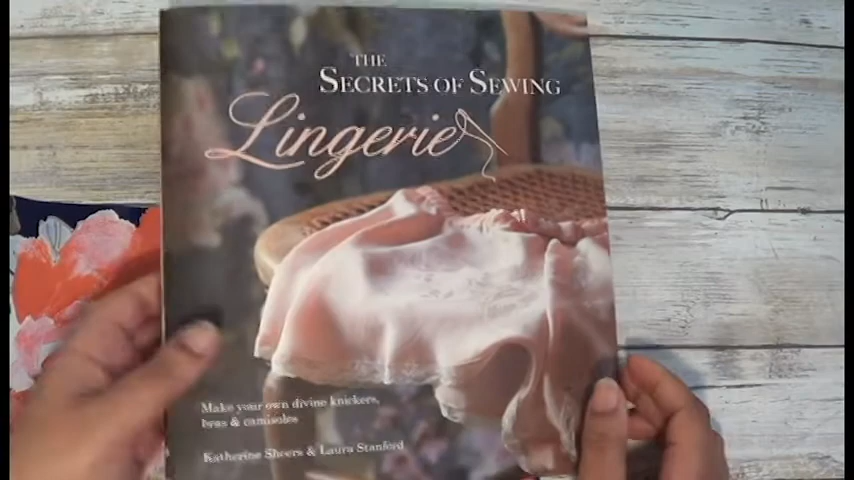 THE
SECRETS OF SEWING
Lingerie
Make your own divine knickers,
bras & camisoles
Katherine Sheers & Laura Stanford